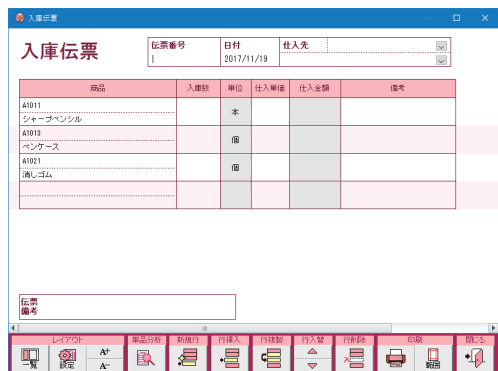 入庫伝票
入庫伝票
伝票番号 日付 仕入先
2017/11/19
商品 入庫数 単位 仕入単価 仕入金額 備考
A1011
シャープペンシル 本
A1013
ペンケース 個
A1021
消しゴム 個
伝票
備考
レイアウト 単品分析 新規行 行挿入 行複製 行入替 行削除 印刷 閉じる
一覧 設定 A+ 範囲
A-